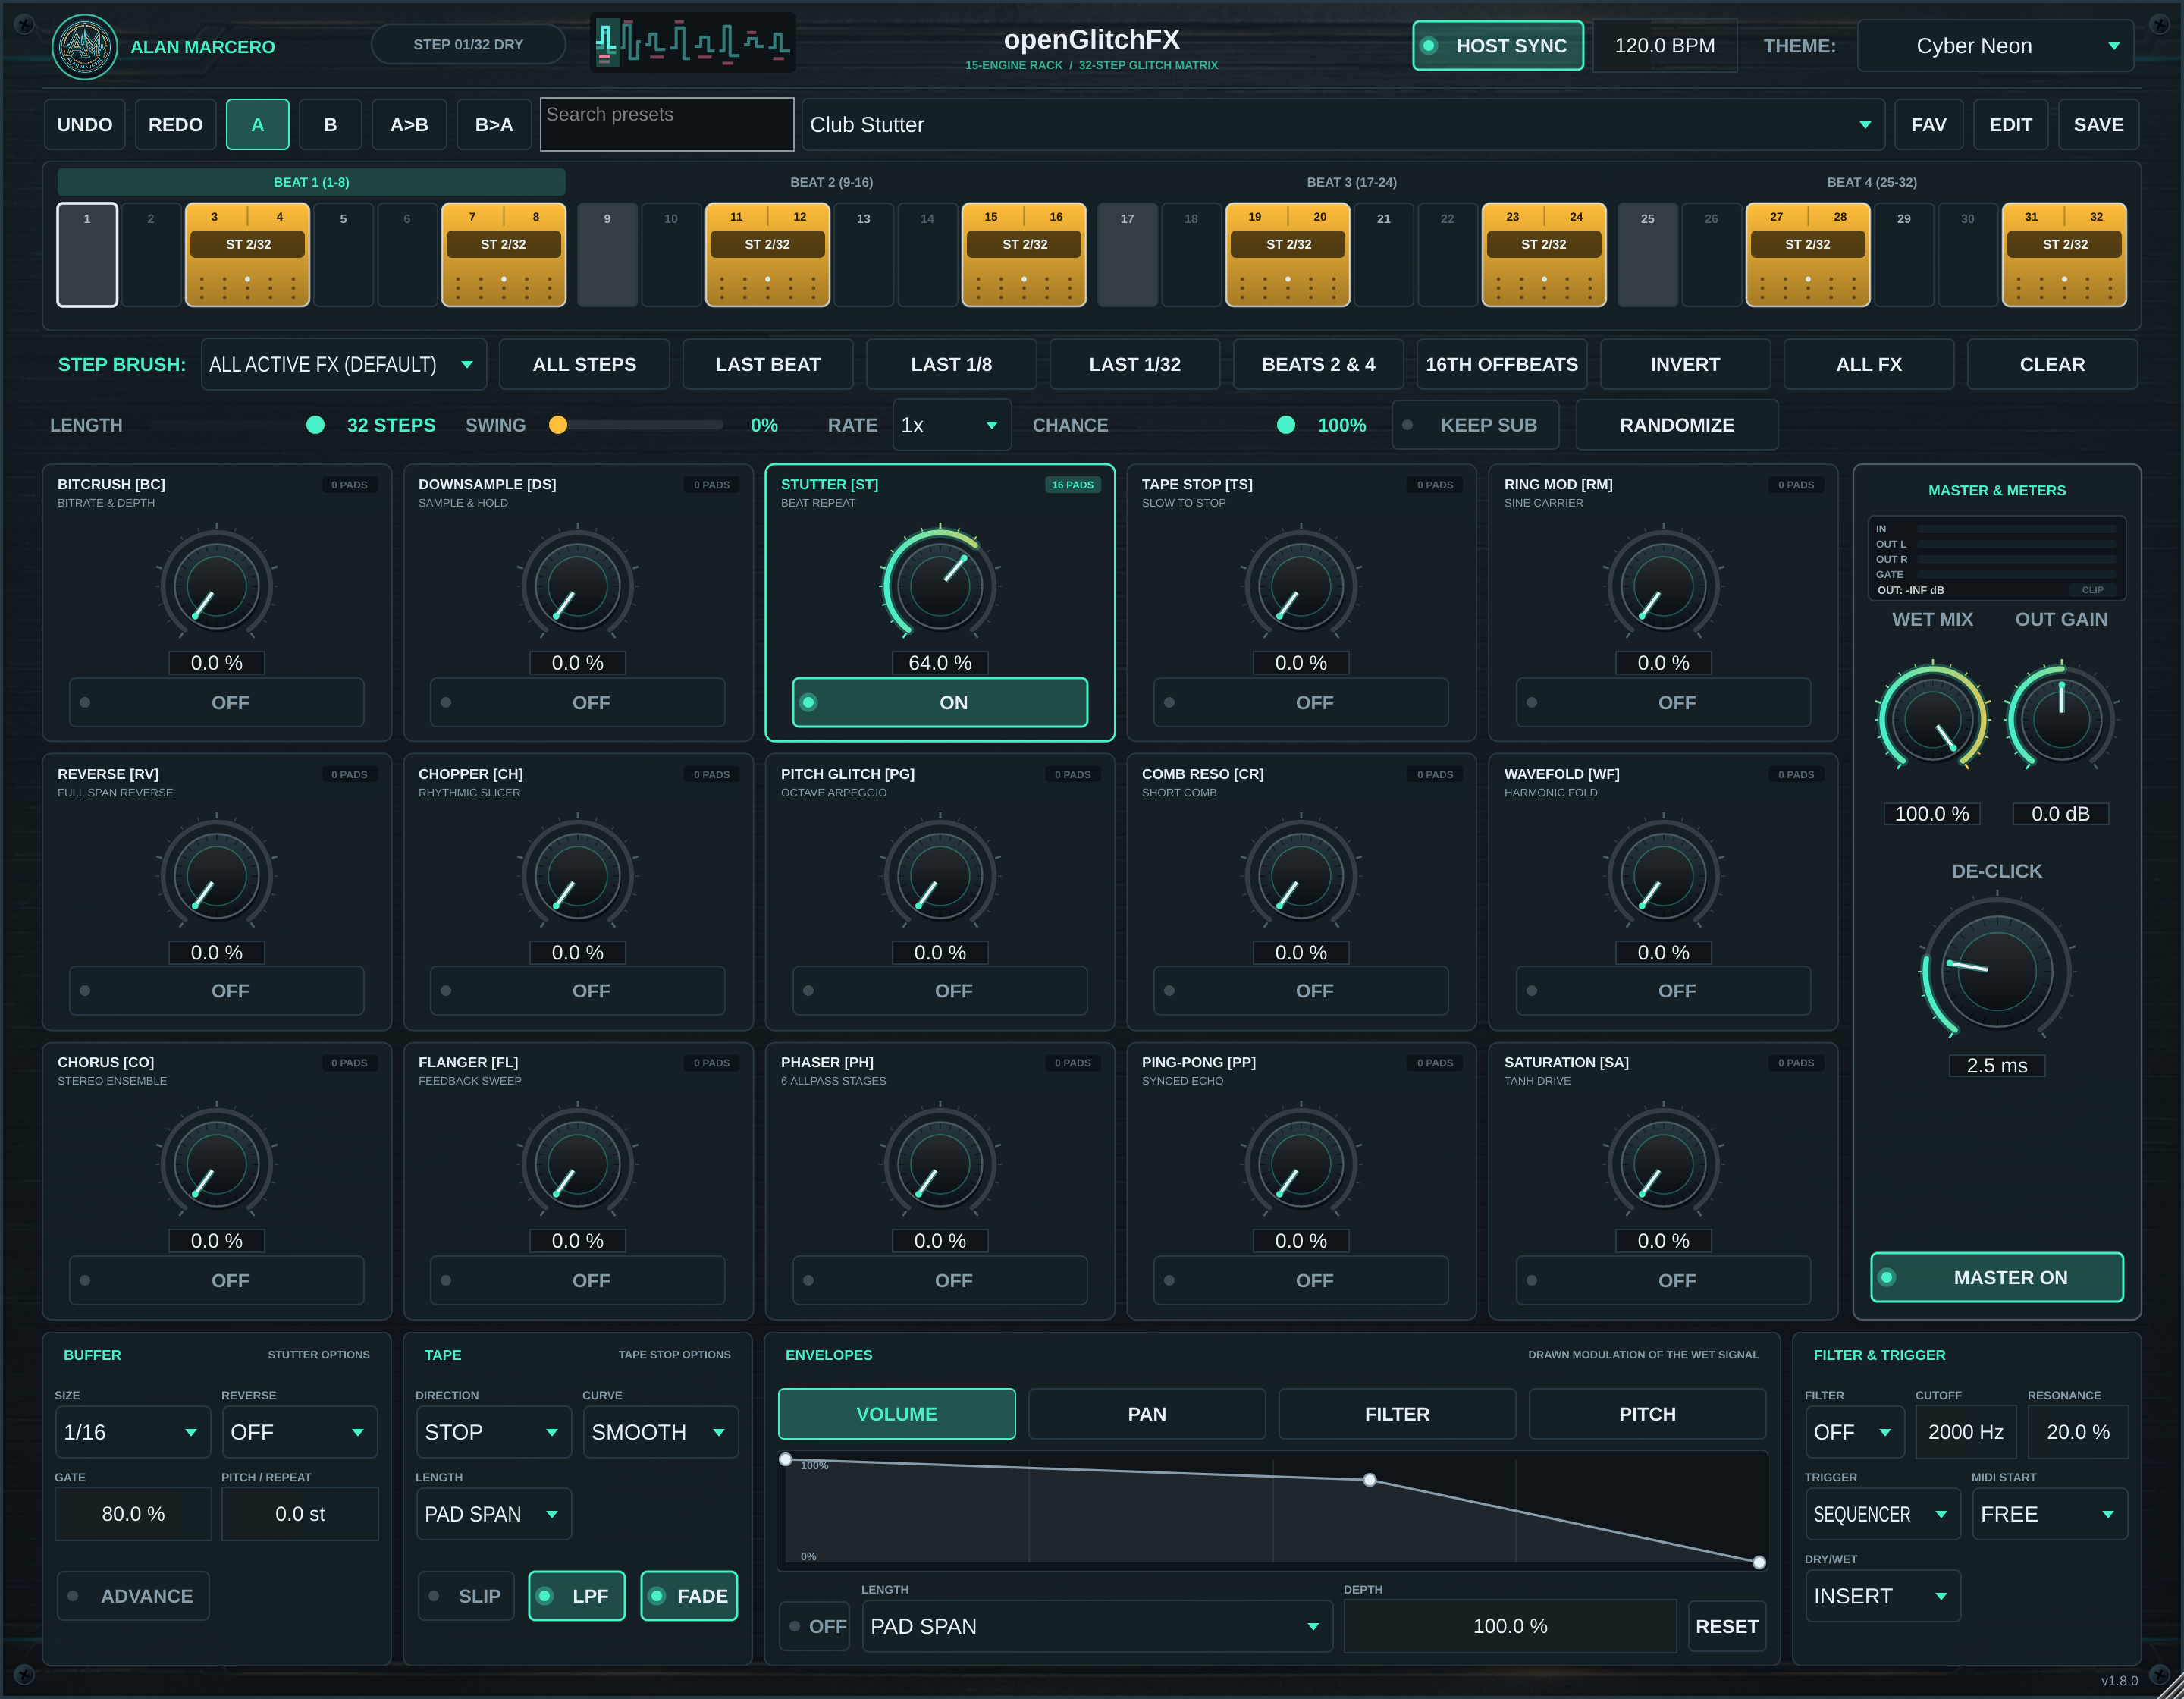 ALAN MARCERO
STEP 01/32 DRY
openGlitchFX
15-ENGINE RACK / 32-STEP GLITCH MATRIX
HOST SYNC
120.0 BPM
THEME:
Cyber Neon
UNDO
REDO
A
B
A>B
B>A
Search presets
Club Stutter
FAV
EDIT
SAVE
BEAT 1 (1-8)
BEAT 2 (9-16)
BEAT 3 (17-24)
BEAT 4 (25-32)
1 2 3 4 5 6 7 8 9 10 11 12 13 14 15 16 17 18 19 20 21 22 23 24 25 26 27 28 29 30 31 32
ST 2/32 ST 2/32 ST 2/32 ST 2/32 ST 2/32 ST 2/32 ST 2/32 ST 2/32
STEP BRUSH:
ALL ACTIVE FX (DEFAULT)
ALL STEPS
LAST BEAT
LAST 1/8
LAST 1/32
BEATS 2 & 4
16TH OFFBEATS
INVERT
ALL FX
CLEAR
LENGTH
32 STEPS
SWING
0%
RATE
1x
CHANCE
100%
KEEP SUB
RANDOMIZE
BITCRUSH [BC]
0 PADS
BITRATE & DEPTH
0.0 %
OFF
DOWNSAMPLE [DS]
0 PADS
SAMPLE & HOLD
0.0 %
OFF
STUTTER [ST]
16 PADS
BEAT REPEAT
64.0 %
ON
TAPE STOP [TS]
0 PADS
SLOW TO STOP
0.0 %
OFF
RING MOD [RM]
0 PADS
SINE CARRIER
0.0 %
OFF
REVERSE [RV]
0 PADS
FULL SPAN REVERSE
0.0 %
OFF
CHOPPER [CH]
0 PADS
RHYTHMIC SLICER
0.0 %
OFF
PITCH GLITCH [PG]
0 PADS
OCTAVE ARPEGGIO
0.0 %
OFF
COMB RESO [CR]
0 PADS
SHORT COMB
0.0 %
OFF
WAVEFOLD [WF]
0 PADS
HARMONIC FOLD
0.0 %
OFF
CHORUS [CO]
0 PADS
STEREO ENSEMBLE
0.0 %
OFF
FLANGER [FL]
0 PADS
FEEDBACK SWEEP
0.0 %
OFF
PHASER [PH]
0 PADS
6 ALLPASS STAGES
0.0 %
OFF
PING-PONG [PP]
0 PADS
SYNCED ECHO
0.0 %
OFF
SATURATION [SA]
0 PADS
TANH DRIVE
0.0 %
OFF
MASTER & METERS
IN
OUT L
OUT R
GATE
OUT: -INF dB
CLIP
WET MIX
OUT GAIN
100.0 %
0.0 dB
DE-CLICK
2.5 ms
MASTER ON
BUFFER
STUTTER OPTIONS
SIZE
REVERSE
1/16
OFF
GATE
PITCH / REPEAT
80.0 %
0.0 st
ADVANCE
TAPE
TAPE STOP OPTIONS
DIRECTION
CURVE
STOP
SMOOTH
LENGTH
PAD SPAN
SLIP
LPF
FADE
ENVELOPES
DRAWN MODULATION OF THE WET SIGNAL
VOLUME
PAN
FILTER
PITCH
100%
0%
LENGTH
DEPTH
OFF
PAD SPAN
100.0 %
RESET
FILTER & TRIGGER
FILTER
CUTOFF
RESONANCE
OFF
2000 Hz
20.0 %
TRIGGER
MIDI START
SEQUENCER
FREE
DRY/WET
INSERT
v1.8.0